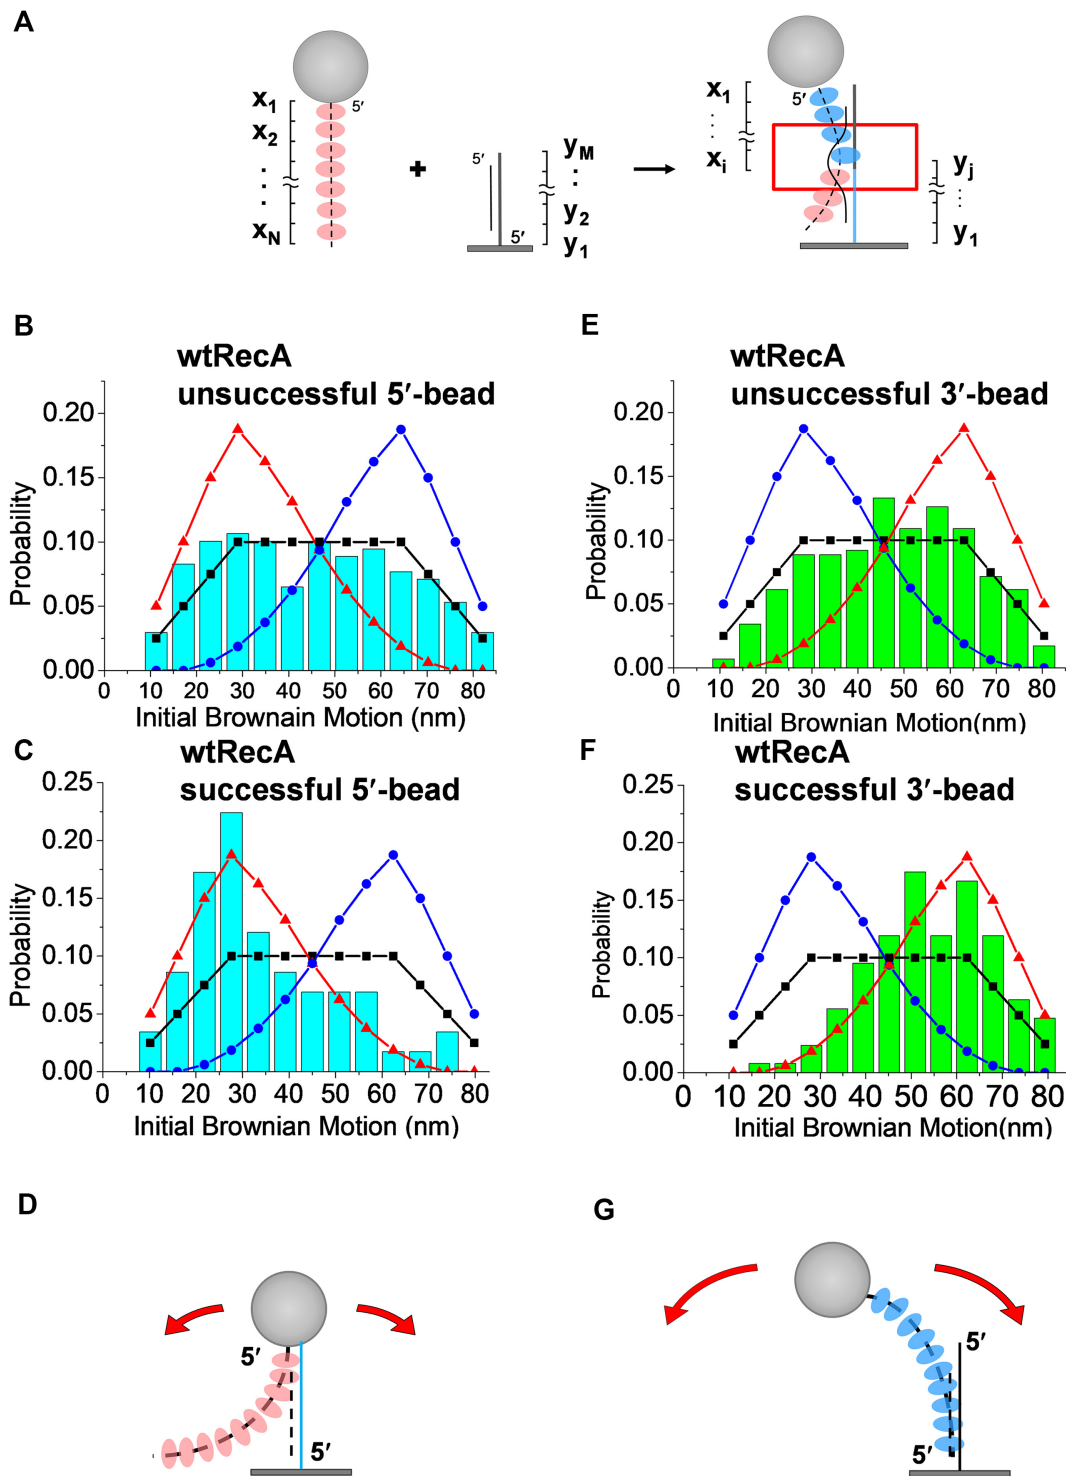 A
x1
x2
xN
5′
+
5′
5′
yM
y2
y1
x1
xi
5′
yj
y1
B
wtRecA
unsuccessful 5′-bead
Probability
0.20
0.15
0.10
0.05
0.00
0 10 20 30 40 50 60 70 80
Initial Brownain Motion (nm)
E
wtRecA
unsuccessful 3′-bead
Probability
0.20
0.15
0.10
0.05
0.00
0 10 20 30 40 50 60 70 80
Initial Brownian Motion(nm)
C
wtRecA
successful 5′-bead
Probability
0.25
0.20
0.15
0.10
0.05
0.00
0 10 20 30 40 50 60 70 80
Initial Brownian Motion (nm)
F
wtRecA
successful 3′-bead
Probability
0.25
0.20
0.15
0.10
0.05
0.00
0 10 20 30 40 50 60 70 80
Initial Brownian Motion(nm)
D
5′
5′
G
5′
5′